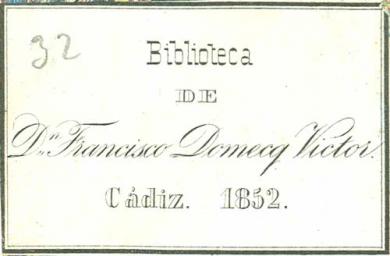 32
Biblioteca
DE
Dn. Francisco Domecq Victor.
Cádiz. 1852.